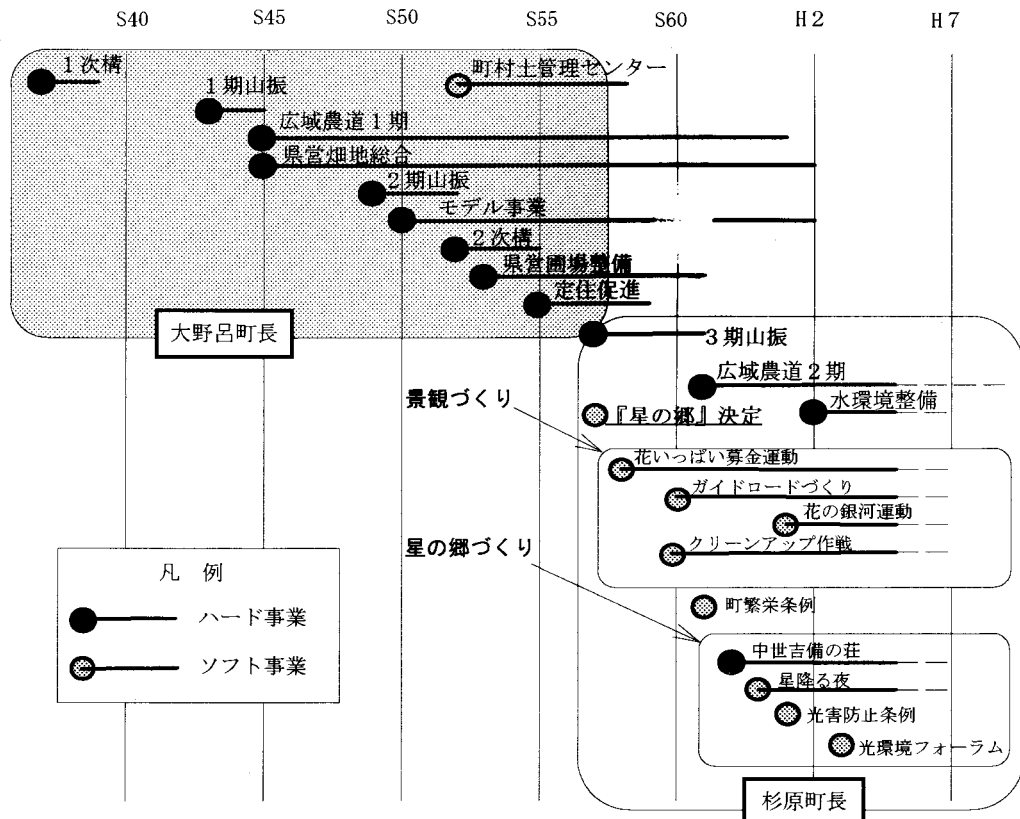 S40 S45 S50 S55 S60 H2 H7
1次構
町村土管理センター
1期山振
広域農道1期
県営畑地総合
2期山振
モデル事業
2次構
県営圃場整備
定住促進
大野呂町長
3期山振
広域農道2期
水環境整備
景観づくり
『星の郷』決定
花いっぱい募金運動
ガイドロードづくり
花の銀河運動
クリーンアップ作戦
星の郷づくり
町繁栄条例
中世吉備の荘
星降る夜
光害防止条例
光環境フォーラム
凡 例
ハード事業
ソフト事業
杉原町長